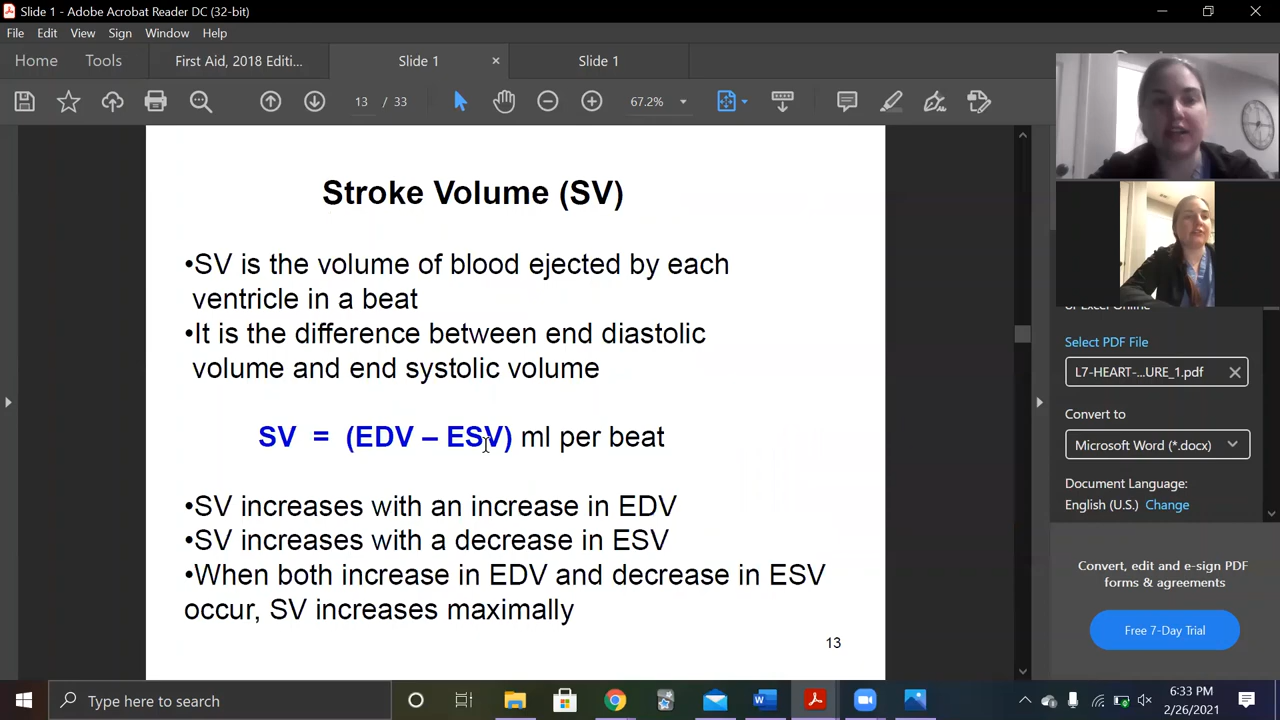 Slide 1 - Adobe Acrobat Reader DC (32-bit)
File Edit View Sign Window Help
Home Tools First Aid, 2018 Editi... Slide 1 × Slide 1
13 / 33 67.2%
Stroke Volume (SV)
•SV is the volume of blood ejected by each
ventricle in a beat
•It is the difference between end diastolic
volume and end systolic volume
SV = (EDV – ESV) ml per beat
•SV increases with an increase in EDV
•SV increases with a decrease in ESV
•When both increase in EDV and decrease in ESV
occur, SV increases maximally
13
Select PDF File
L7-HEART-...URE_1.pdf
Convert to
Microsoft Word (*.docx)
Document Language:
English (U.S.) Change
Convert, edit and e-sign PDF
forms & agreements
Free 7-Day Trial
Type here to search
6:33 PM
2/26/2021